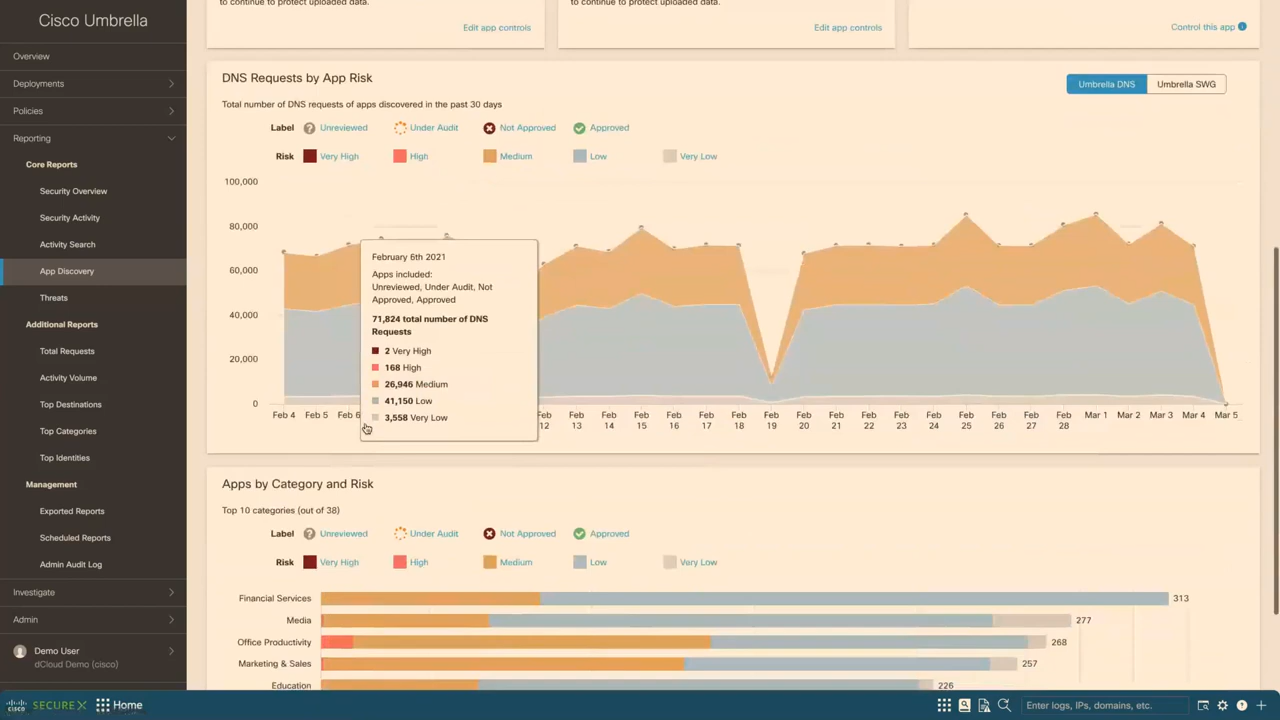 Cisco Umbrella
Overview
Deployments
Policies
Reporting
Core Reports
Security Overview
Security Activity
Activity Search
App Discovery
Threats
Additional Reports
Total Requests
Activity Volume
Top Destinations
Top Categories
Top Identities
Management
Exported Reports
Scheduled Reports
Admin Audit Log
Investigate
Admin
Demo User
dCloud Demo (cisco)
to continue to protect uploaded data.
to continue to protect uploaded data.
Edit app controls
Edit app controls
Control this app
DNS Requests by App Risk
Umbrella DNS Umbrella SWG
Total number of DNS requests of apps discovered in the past 30 days
Label Unreviewed Under Audit Not Approved Approved
Risk Very High High Medium Low Very Low
100,000
80,000
60,000
40,000
20,000
0
February 6th 2021
Apps included:
Unreviewed, Under Audit, Not
Approved, Approved
71,824 total number of DNS
Requests
2 Very High
168 High
26,946 Medium
41,150 Low
3,558 Very Low
Feb 4 Feb 5 Feb 6 Feb 12 Feb 13 Feb 14 Feb 15 Feb 16 Feb 17 Feb 18 Feb 19 Feb 20 Feb 21 Feb 22 Feb 23 Feb 24 Feb 25 Feb 26 Feb 27 Feb 28 Mar 1 Mar 2 Mar 3 Mar 4 Mar 5
Apps by Category and Risk
Top 10 categories (out of 38)
Label Unreviewed Under Audit Not Approved Approved
Risk Very High High Medium Low Very Low
Financial Services 313
Media 277
Office Productivity 268
Marketing & Sales 257
Education 226
cisco SECUREX Home
Enter logs, IPs, domains, etc.